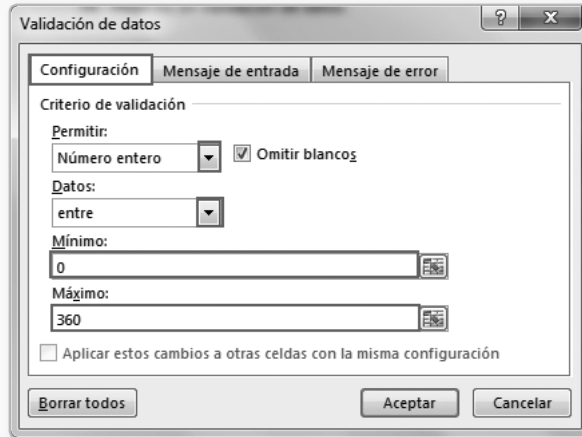 Validación de datos
Configuración Mensaje de entrada Mensaje de error
Criterio de validación
Permitir:
Número entero Omitir blancos
Datos:
entre
Mínimo:
0
Máximo:
360
Aplicar estos cambios a otras celdas con la misma configuración
Borrar todos Aceptar Cancelar